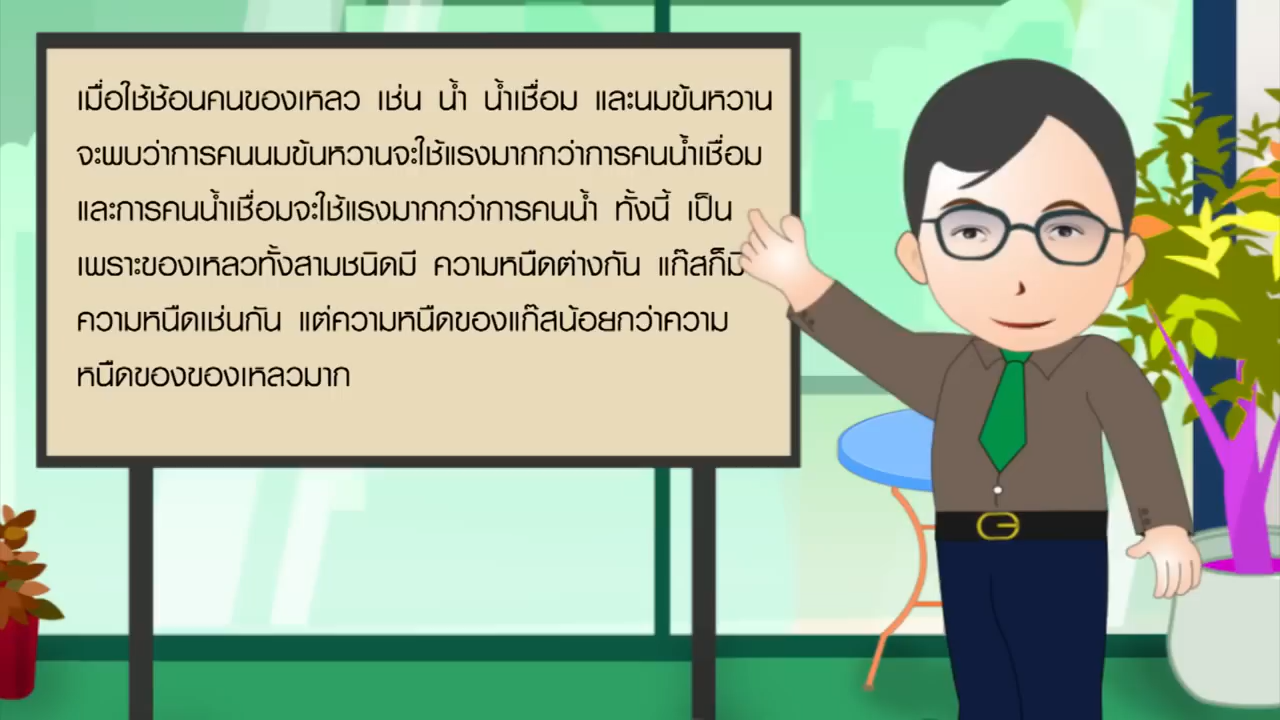 เมื่อใช้ช้อนคนของเหลว เช่น น้ำ น้ำเชื่อม และนมข้นหวาน
จะพบว่าการคนนมข้นหวานจะใช้แรงมากกว่าการคนน้ำเชื่อม
และการคนน้ำเชื่อมจะใช้แรงมากกว่าการคนน้ำ ทั้งนี้ เป็น
เพราะของเหลวทั้งสามชนิดมี ความหนืดต่างกัน แก๊สก็มี
ความหนืดเช่นกัน แต่ความหนืดของแก๊สน้อยกว่าความ
หนืดของของเหลวมาก